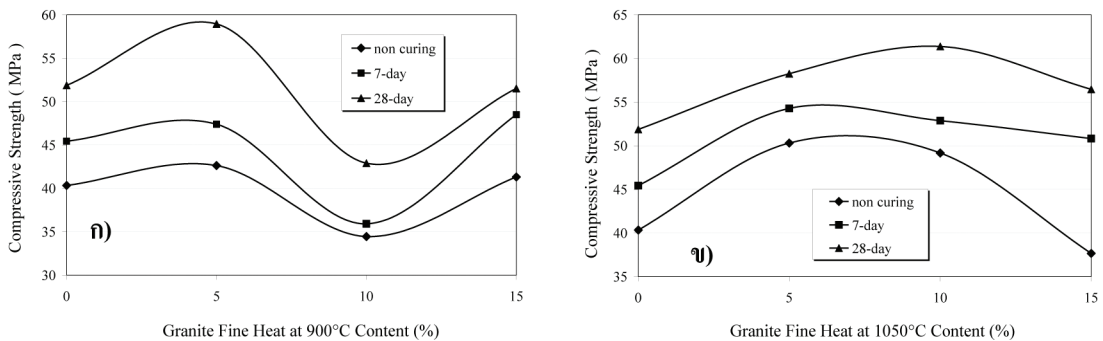 Compressive Strength ( MPa )
60
55
50
45
40
35
30
0 5 10 15
non curing
7-day
28-day
ก)
Granite Fine Heat at 900°C Content (%)
Compressive Strength ( MPa )
65
60
55
50
45
40
35
0 5 10 15
non curing
7-day
28-day
ข)
Granite Fine Heat at 1050°C Content (%)